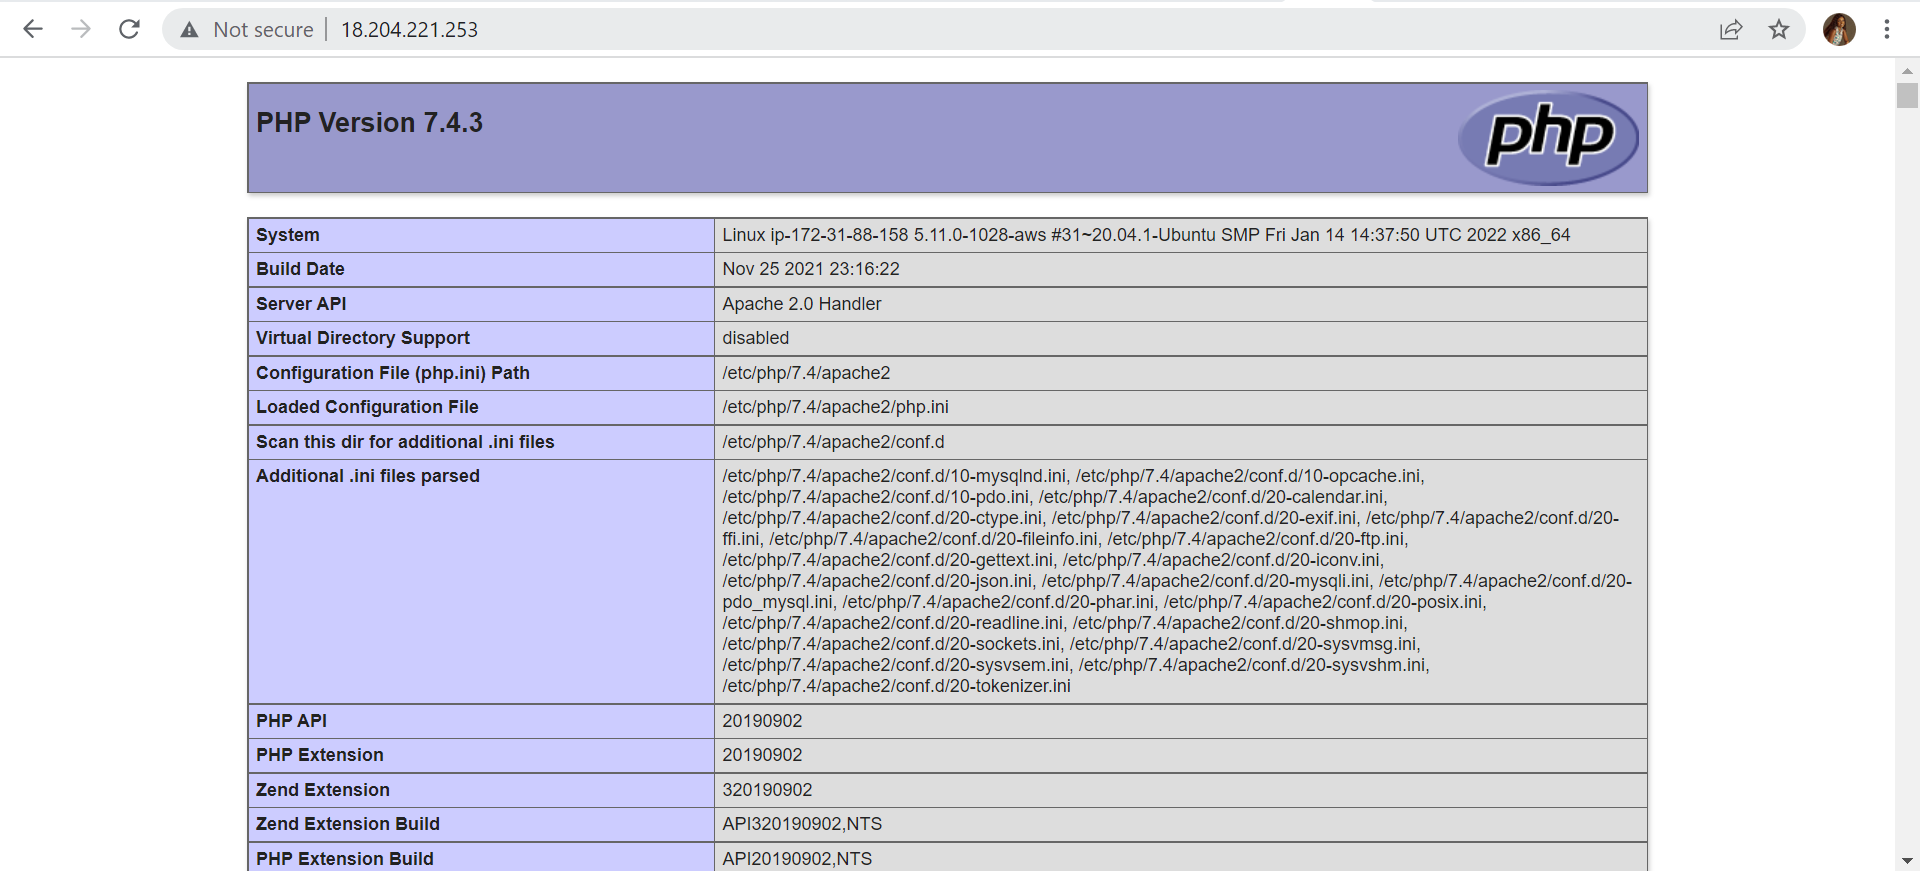 Not secure | 18.204.221.253
PHP Version 7.4.3
php
System Linux ip-172-31-88-158 5.11.0-1028-aws #31~20.04.1-Ubuntu SMP Fri Jan 14 14:37:50 UTC 2022 x86_64
Build Date Nov 25 2021 23:16:22
Server API Apache 2.0 Handler
Virtual Directory Support disabled
Configuration File (php.ini) Path /etc/php/7.4/apache2
Loaded Configuration File /etc/php/7.4/apache2/php.ini
Scan this dir for additional .ini files /etc/php/7.4/apache2/conf.d
Additional .ini files parsed /etc/php/7.4/apache2/conf.d/10-mysqlnd.ini, /etc/php/7.4/apache2/conf.d/10-opcache.ini,
/etc/php/7.4/apache2/conf.d/10-pdo.ini, /etc/php/7.4/apache2/conf.d/20-calendar.ini,
/etc/php/7.4/apache2/conf.d/20-ctype.ini, /etc/php/7.4/apache2/conf.d/20-exif.ini, /etc/php/7.4/apache2/conf.d/20-
ffi.ini, /etc/php/7.4/apache2/conf.d/20-fileinfo.ini, /etc/php/7.4/apache2/conf.d/20-ftp.ini,
/etc/php/7.4/apache2/conf.d/20-gettext.ini, /etc/php/7.4/apache2/conf.d/20-iconv.ini,
/etc/php/7.4/apache2/conf.d/20-json.ini, /etc/php/7.4/apache2/conf.d/20-mysqli.ini, /etc/php/7.4/apache2/conf.d/20-
pdo_mysql.ini, /etc/php/7.4/apache2/conf.d/20-phar.ini, /etc/php/7.4/apache2/conf.d/20-posix.ini,
/etc/php/7.4/apache2/conf.d/20-readline.ini, /etc/php/7.4/apache2/conf.d/20-shmop.ini,
/etc/php/7.4/apache2/conf.d/20-sockets.ini, /etc/php/7.4/apache2/conf.d/20-sysvmsg.ini,
/etc/php/7.4/apache2/conf.d/20-sysvsem.ini, /etc/php/7.4/apache2/conf.d/20-sysvshm.ini,
/etc/php/7.4/apache2/conf.d/20-tokenizer.ini
PHP API 20190902
PHP Extension 20190902
Zend Extension 320190902
Zend Extension Build API320190902,NTS
PHP Extension Build API20190902,NTS